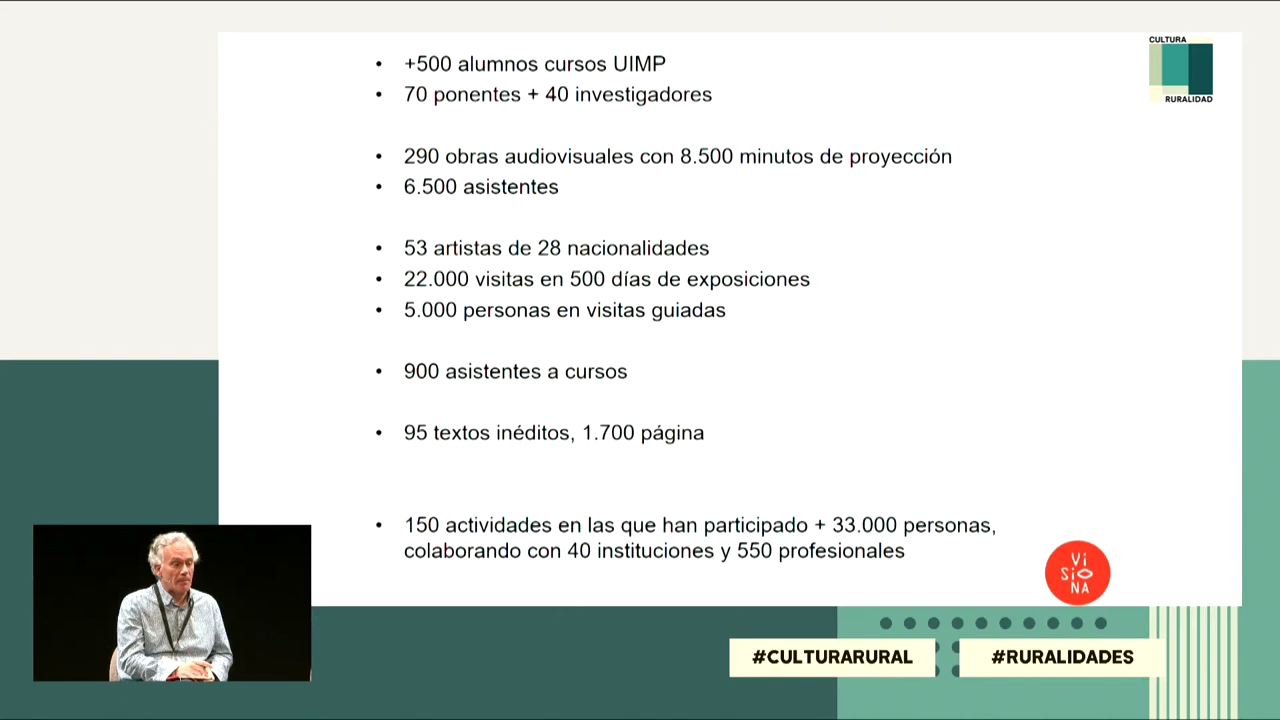 CULTURA
RURALIDAD
• +500 alumnos cursos UIMP
• 70 ponentes + 40 investigadores
• 290 obras audiovisuales con 8.500 minutos de proyección
• 6.500 asistentes
• 53 artistas de 28 nacionalidades
• 22.000 visitas en 500 días de exposiciones
• 5.000 personas en visitas guiadas
• 900 asistentes a cursos
• 95 textos inéditos, 1.700 página
• 150 actividades en las que han participado + 33.000 personas,
colaborando con 40 instituciones y 550 profesionales
Vi
SiO
NA
#CULTURARURAL
#RURALIDADES